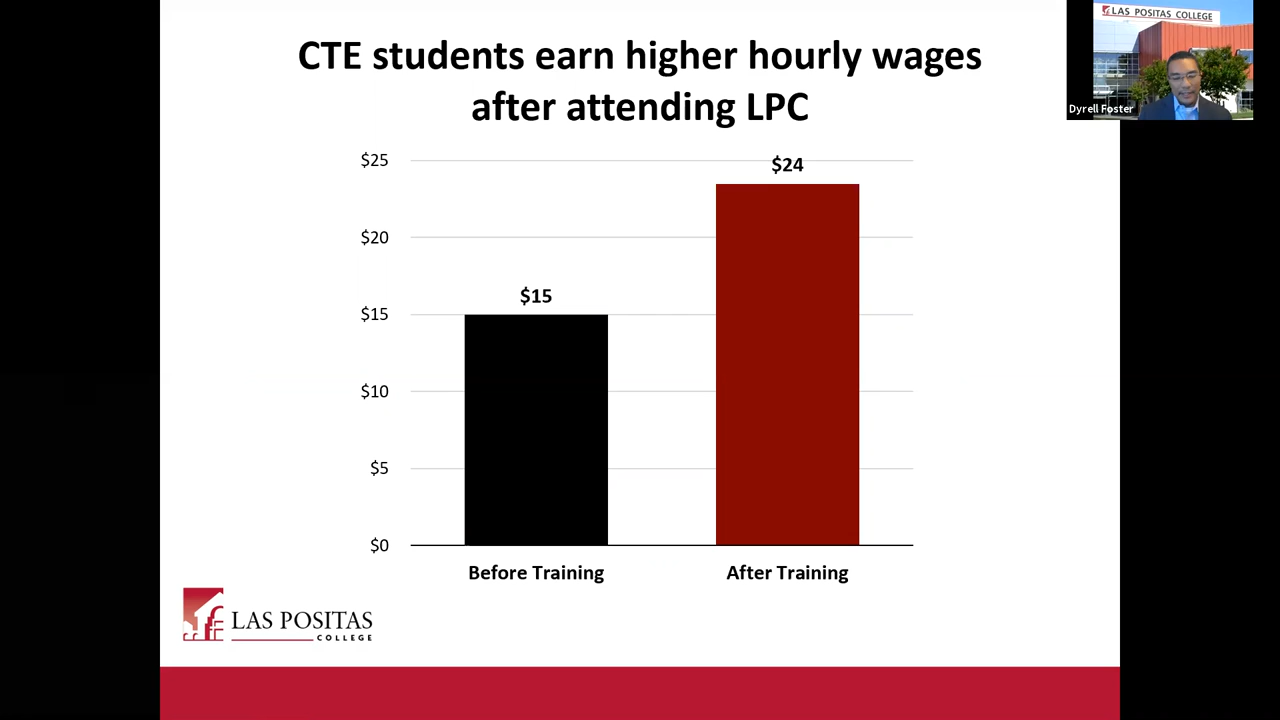 CTE students earn higher hourly wages
after attending LPC
LAS POSITAS COLLEGE
Dyrell Foster
$25
$20
$15
$10
$5
$0
$15
$24
Before Training
After Training
LAS POSITAS
COLLEGE